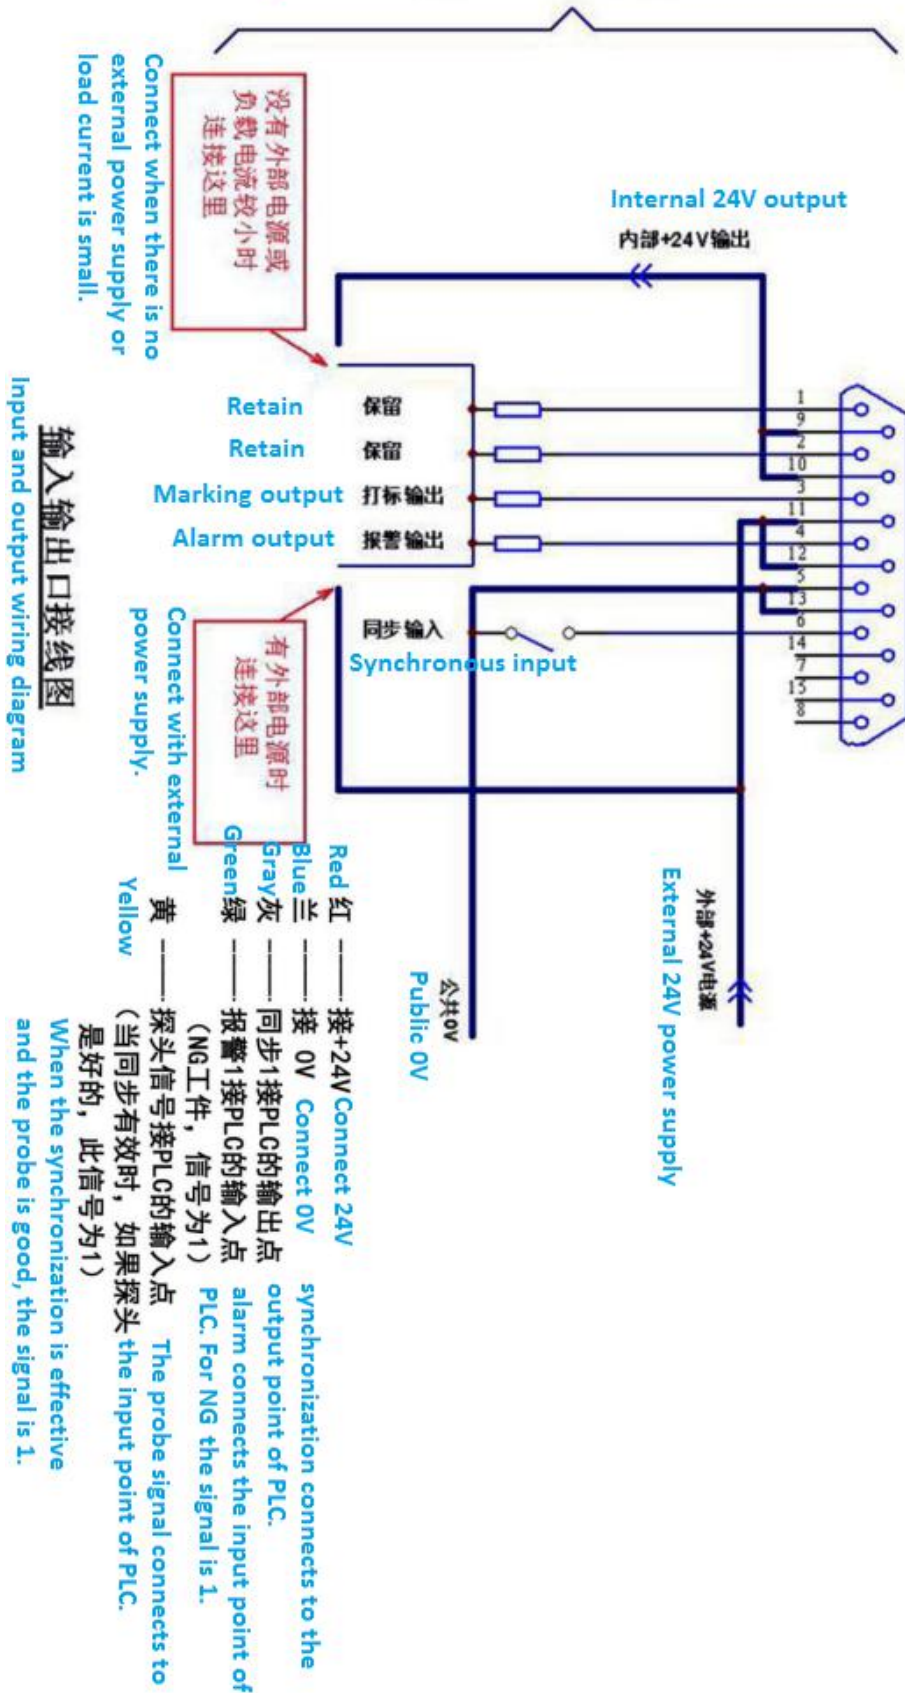 Internal 24V output
内部+24V输出
没有外部电源或
负载电流较小时
连接这里
Connect when there is no
external power supply or
load current is small.
1
9
2
10
3
11
4
12
5
13
6
14
7
15
8
Retain 保留
Retain 保留
Marking output 打标输出
Alarm output 报警输出
同步输入
Synchronous input
有外部电源时
连接这里
Connect with external
power supply.
输入输出口接线图
Input and output wiring diagram
外部+24V电源
External 24V power supply
公共0V
Public 0V
Red 红 ——— 接+24V Connect 24V
Blue 兰 ——— 接 0V Connect 0V
Gray 灰 ——— 同步1接PLC的输出点
synchronization connects to the
output point of PLC.
Green 绿 ——— 报警1接PLC的输入点
(NG工件，信号为1)
alarm connects the input point of
PLC. For NG the signal is 1.
Yellow 黄 ——— 探头信号接PLC的输入点
(当同步有效时，如果探头
是好的，此信号为1)
The probe signal connects to
the input point of PLC.
When the synchronization is effective
and the probe is good, the signal is 1.